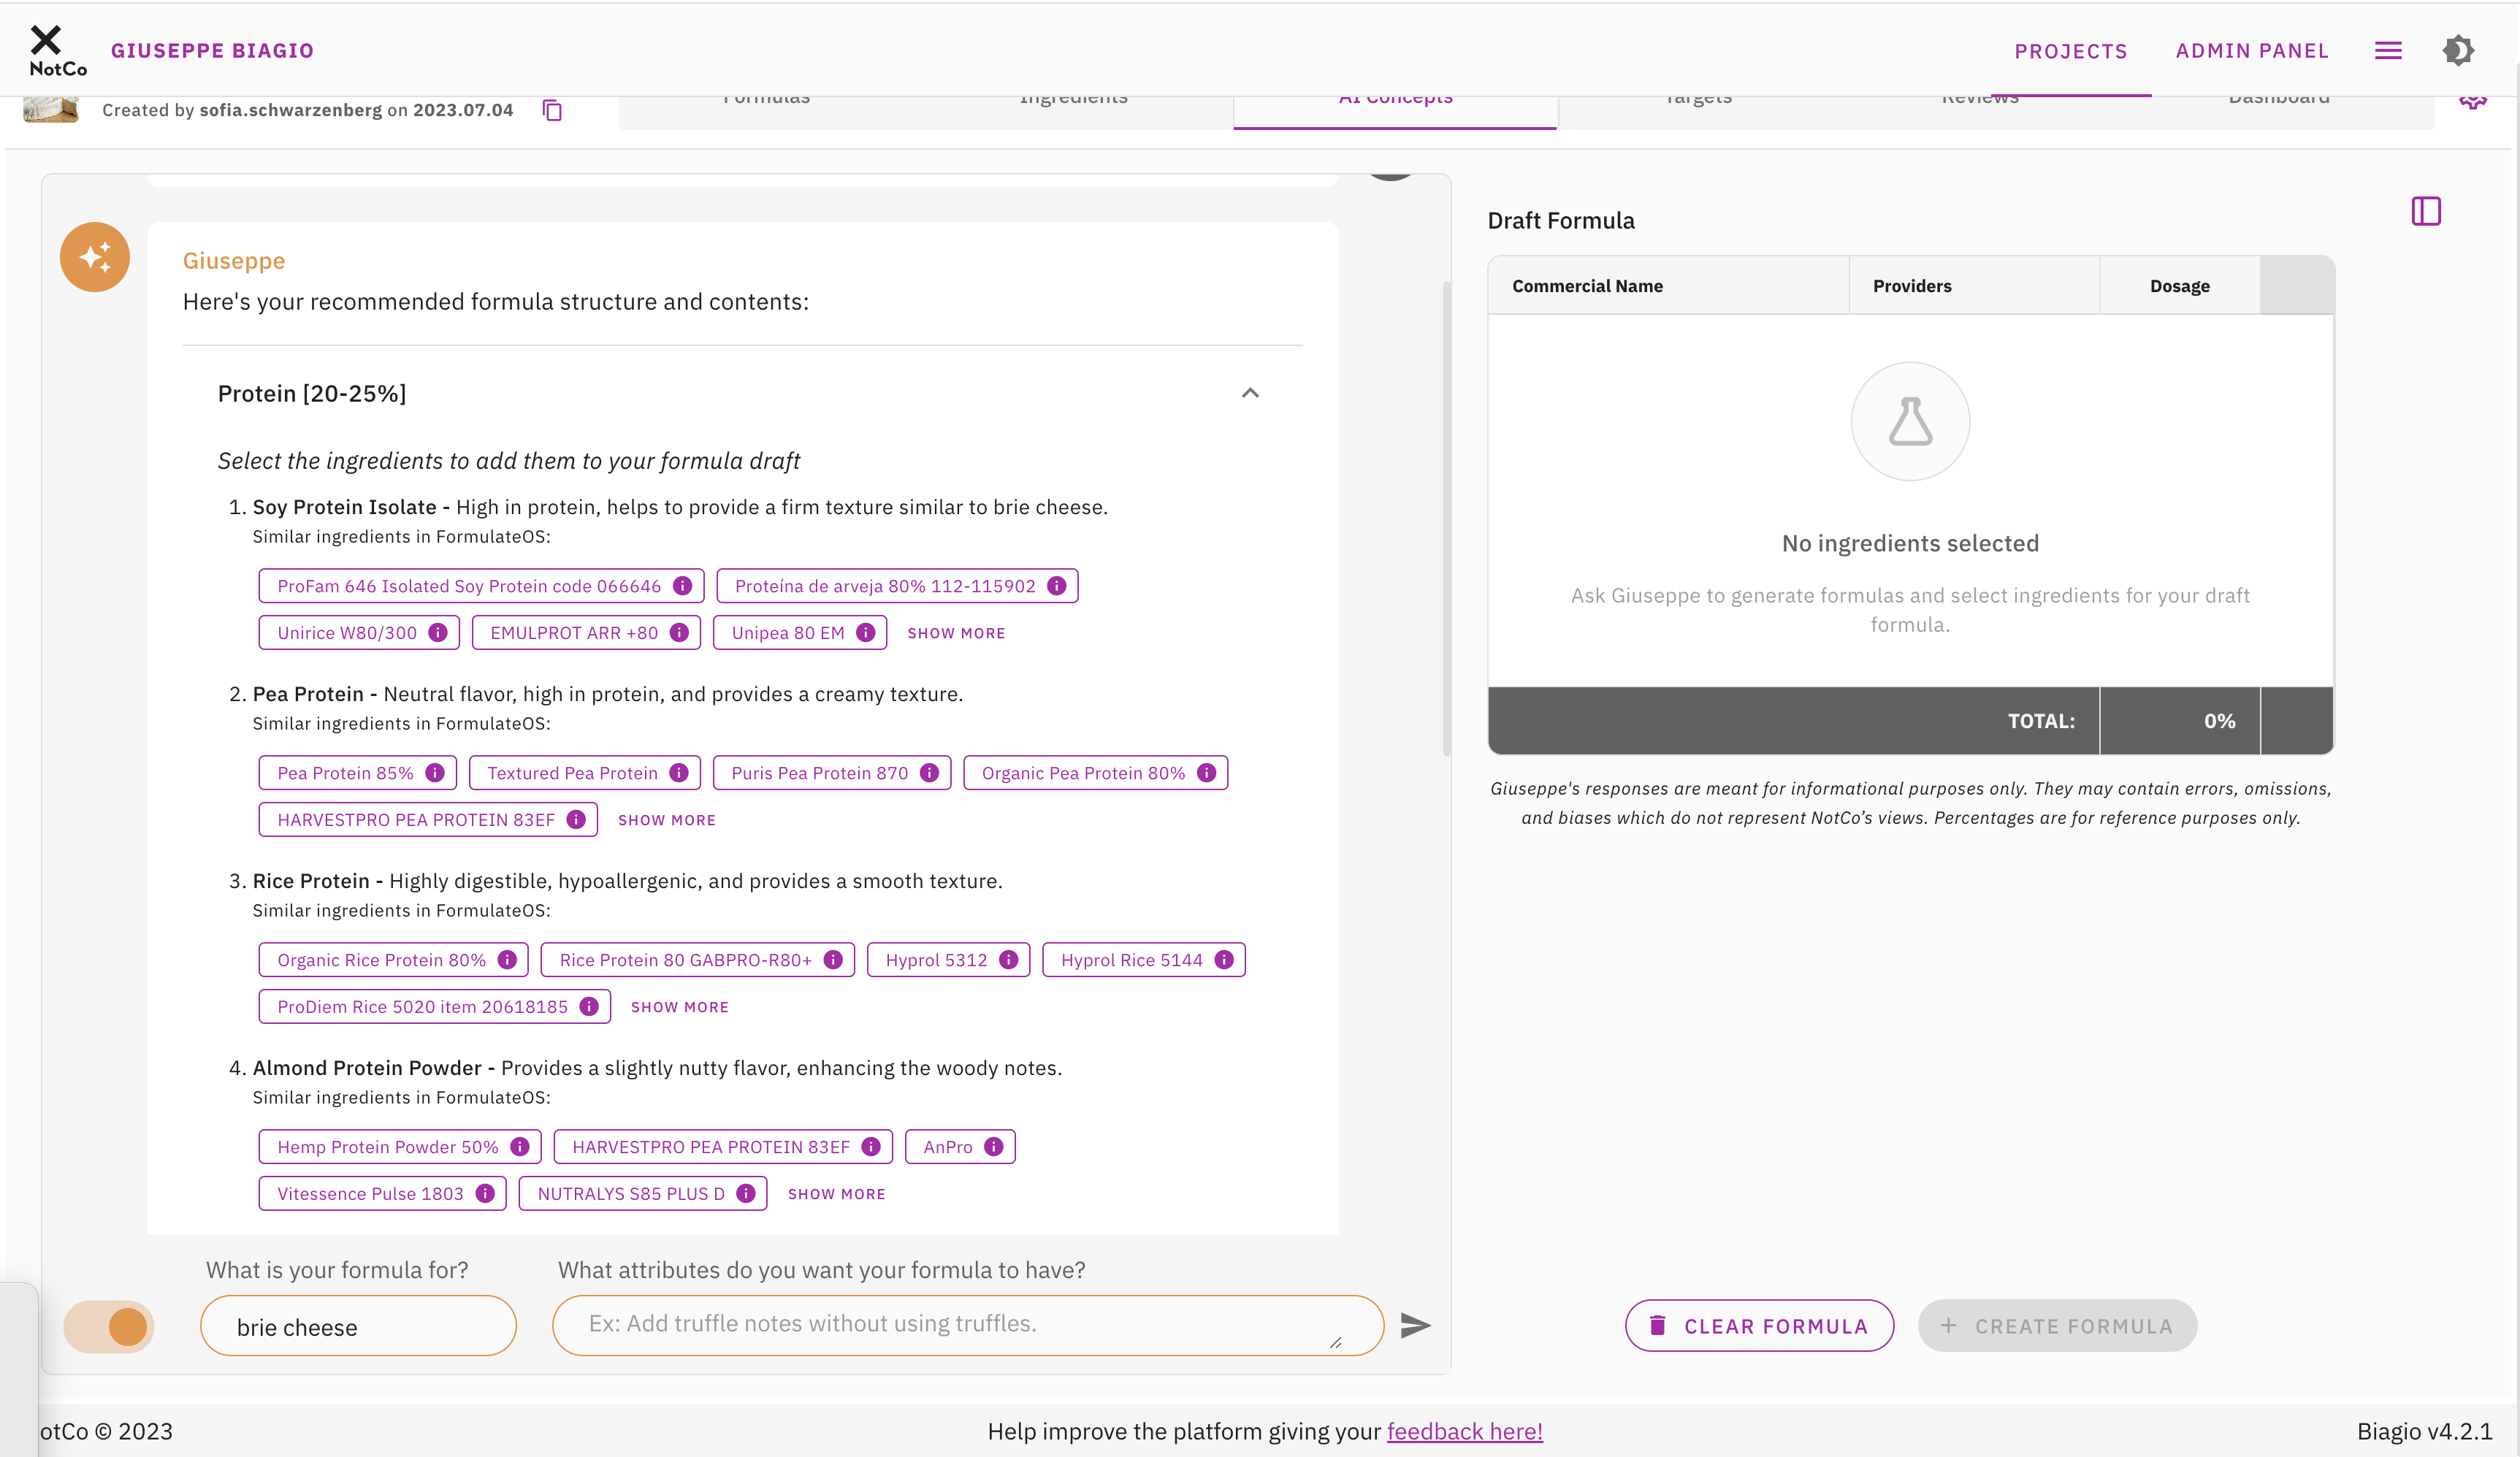 NotCo
GIUSEPPE BIAGIO
PROJECTS
ADMIN PANEL
Created by sofia.schwarzenberg on 2023.07.04
Formulas
Ingredients
AI Concepts
Targets
Reviews
Dashboard
Giuseppe
Here's your recommended formula structure and contents:
Protein [20-25%]
Select the ingredients to add them to your formula draft
1. Soy Protein Isolate - High in protein, helps to provide a firm texture similar to brie cheese.
Similar ingredients in FormulateOS:
ProFam 646 Isolated Soy Protein code 066646
Proteína de arveja 80% 112-115902
Unirice W80/300
EMULPROT ARR +80
Unipea 80 EM
SHOW MORE
2. Pea Protein - Neutral flavor, high in protein, and provides a creamy texture.
Similar ingredients in FormulateOS:
Pea Protein 85%
Textured Pea Protein
Puris Pea Protein 870
Organic Pea Protein 80%
HARVESTPRO PEA PROTEIN 83EF
SHOW MORE
3. Rice Protein - Highly digestible, hypoallergenic, and provides a smooth texture.
Similar ingredients in FormulateOS:
Organic Rice Protein 80%
Rice Protein 80 GABPRO-R80+
Hyprol 5312
Hyprol Rice 5144
ProDiem Rice 5020 item 20618185
SHOW MORE
4. Almond Protein Powder - Provides a slightly nutty flavor, enhancing the woody notes.
Similar ingredients in FormulateOS:
Hemp Protein Powder 50%
HARVESTPRO PEA PROTEIN 83EF
AnPro
Vitessence Pulse 1803
NUTRALYS S85 PLUS D
SHOW MORE
What is your formula for?
brie cheese
What attributes do you want your formula to have?
Ex: Add truffle notes without using truffles.
Draft Formula
Commercial Name
Providers
Dosage
No ingredients selected
Ask Giuseppe to generate formulas and select ingredients for your draft
formula.
TOTAL:
0%
Giuseppe's responses are meant for informational purposes only. They may contain errors, omissions,
and biases which do not represent NotCo’s views. Percentages are for reference purposes only.
CLEAR FORMULA
+ CREATE FORMULA
otCo © 2023
Help improve the platform giving your feedback here!
Biagio v4.2.1